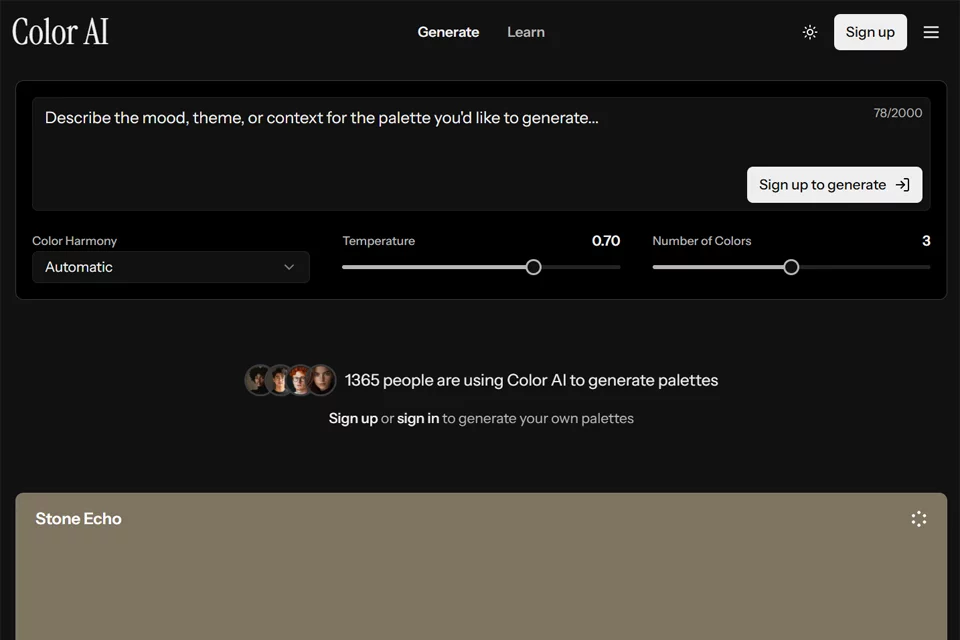 Color AI
Generate
Learn
Sign up
Describe the mood, theme, or context for the palette you'd like to generate...
78/2000
Sign up to generate
Color Harmony
Automatic
Temperature
0.70
Number of Colors
3
1365 people are using Color AI to generate palettes
Sign up or sign in to generate your own palettes
Stone Echo